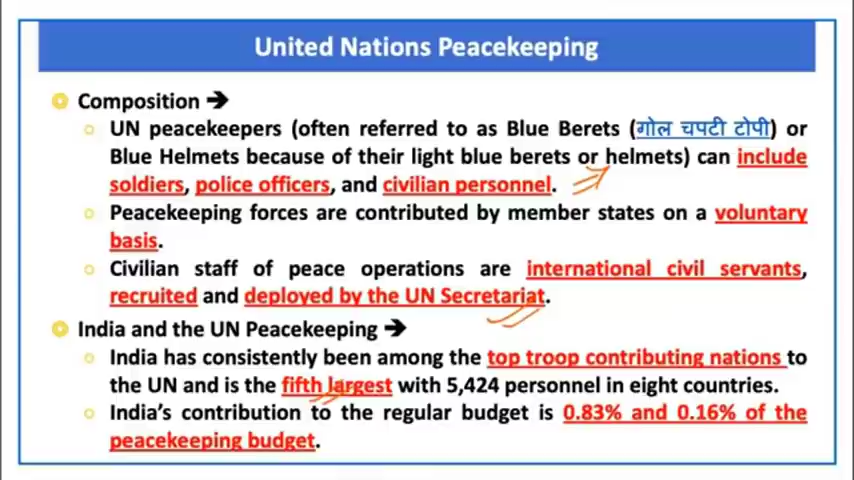 United Nations Peacekeeping
Composition →
UN peacekeepers (often referred to as Blue Berets (गोल चपटी टोपी) or
Blue Helmets because of their light blue berets or helmets) can include
soldiers, police officers, and civilian personnel.
Peacekeeping forces are contributed by member states on a voluntary
basis.
Civilian staff of peace operations are international civil servants,
recruited and deployed by the UN Secretariat.
India and the UN Peacekeeping →
India has consistently been among the top troop contributing nations to
the UN and is the fifth largest with 5,424 personnel in eight countries.
India's contribution to the regular budget is 0.83% and 0.16% of the
peacekeeping budget.